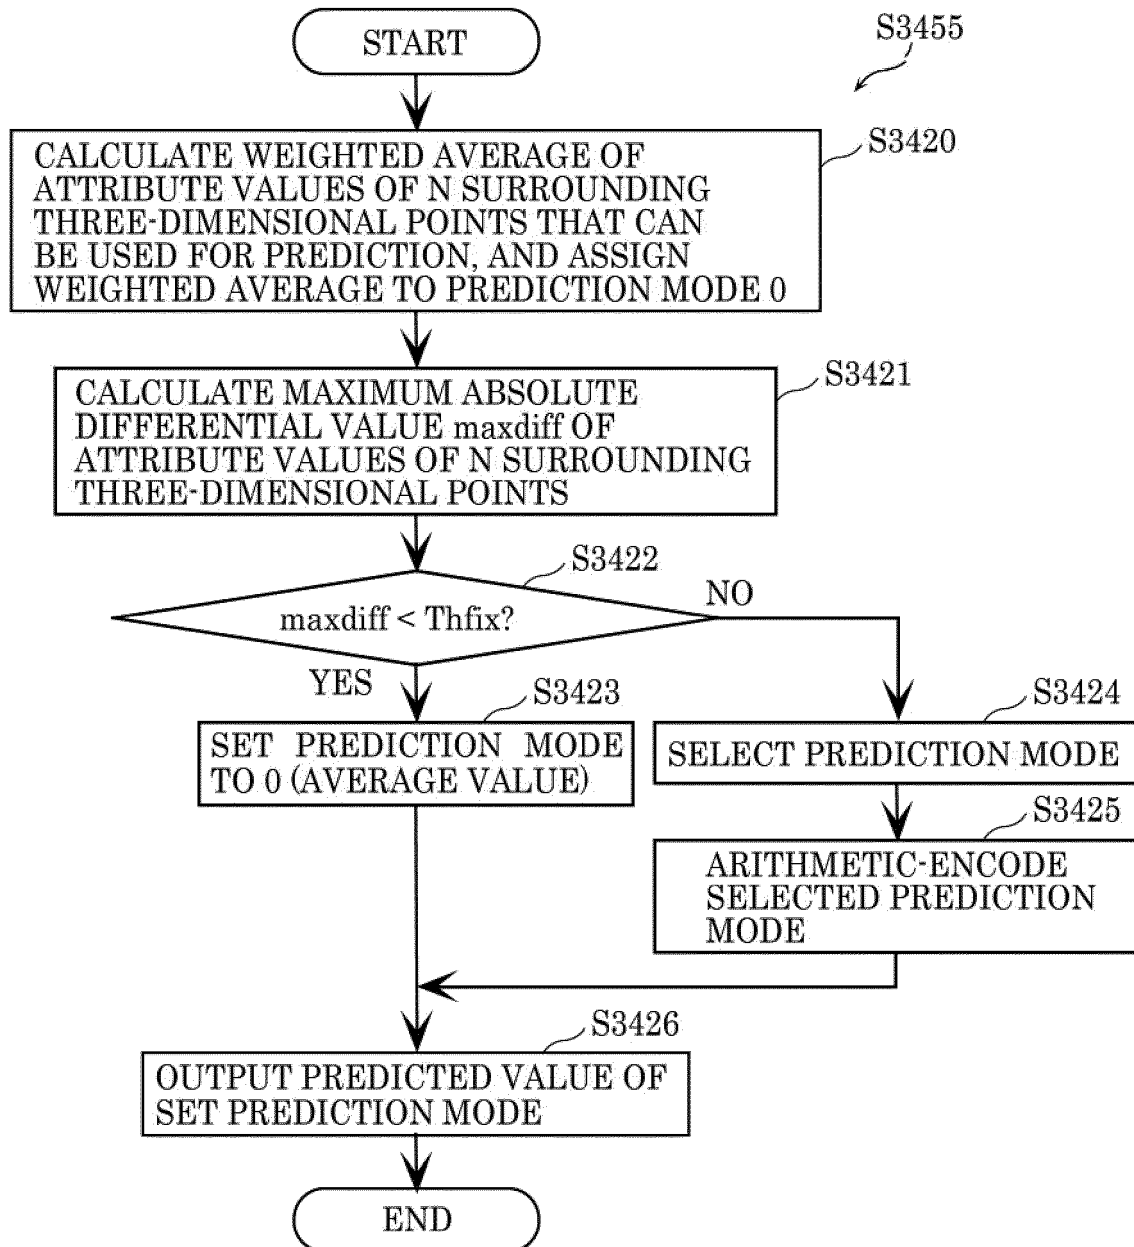 START
S3455
S3420
CALCULATE WEIGHTED AVERAGE OF
ATTRIBUTE VALUES OF N SURROUNDING
THREE-DIMENSIONAL POINTS THAT CAN
BE USED FOR PREDICTION, AND ASSIGN
WEIGHTED AVERAGE TO PREDICTION MODE 0
S3421
CALCULATE MAXIMUM ABSOLUTE
DIFFERENTIAL VALUE maxdiff OF
ATTRIBUTE VALUES OF N SURROUNDING
THREE-DIMENSIONAL POINTS
S3422
maxdiff < Thfix?
NO
YES
S3423
SET PREDICTION MODE
TO 0 (AVERAGE VALUE)
S3424
SELECT PREDICTION MODE
S3425
ARITHMETIC-ENCODE
SELECTED PREDICTION
MODE
S3426
OUTPUT PREDICTED VALUE OF
SET PREDICTION MODE
END